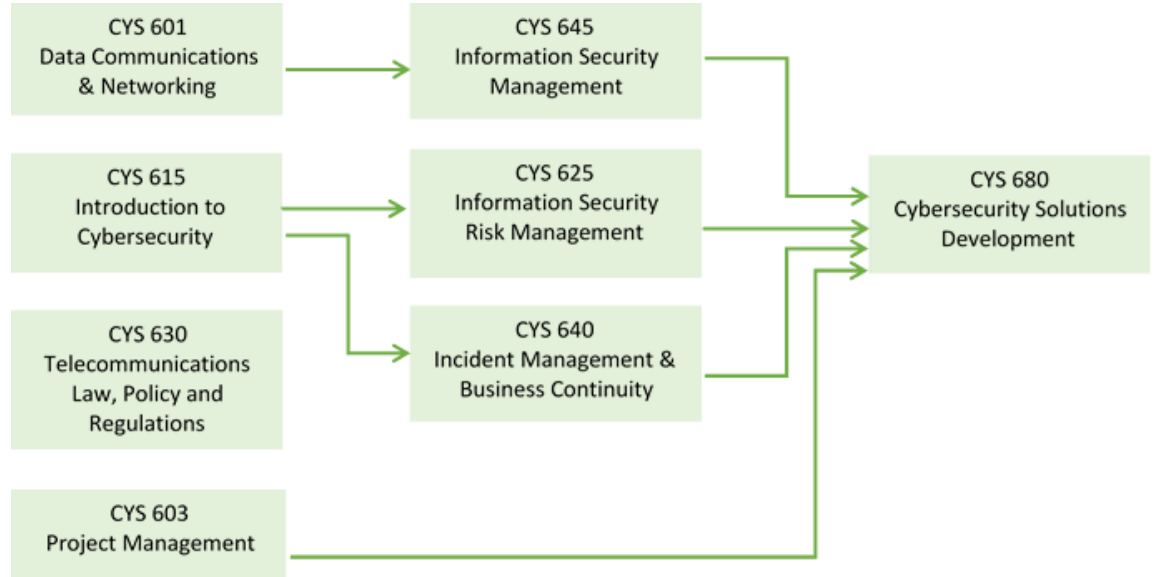 CYS 601
Data Communications
& Networking
CYS 645
Information Security
Management
CYS 615
Introduction to
Cybersecurity
CYS 625
Information Security
Risk Management
CYS 680
Cybersecurity Solutions
Development
CYS 630
Telecommunications
Law, Policy and
Regulations
CYS 640
Incident Management &
Business Continuity
CYS 603
Project Management